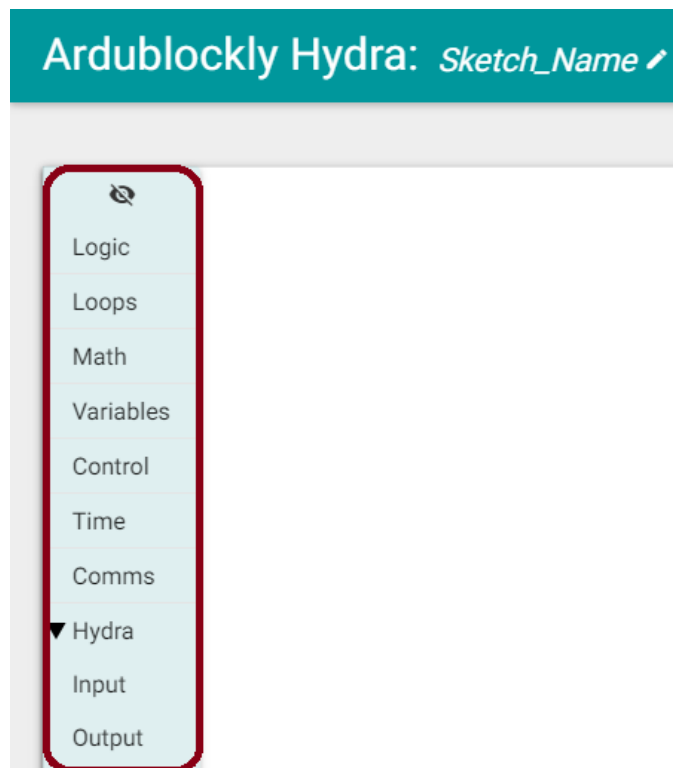 Ardublockly Hydra: Sketch_Name
Logic
Loops
Math
Variables
Control
Time
Comms
Hydra
Input
Output